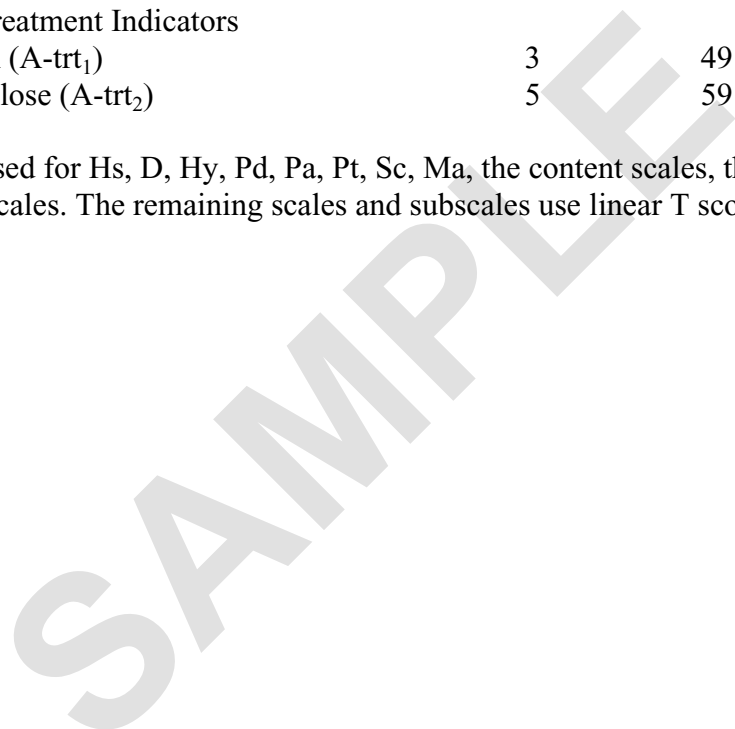 reatment Indicators
(A-trt₁) 3 49
lose (A-trt₂) 5 59
sed for Hs, D, Hy, Pd, Pa, Pt, Sc, Ma, the content scales, th
cales. The remaining scales and subscales use linear T sco
SAMPLE